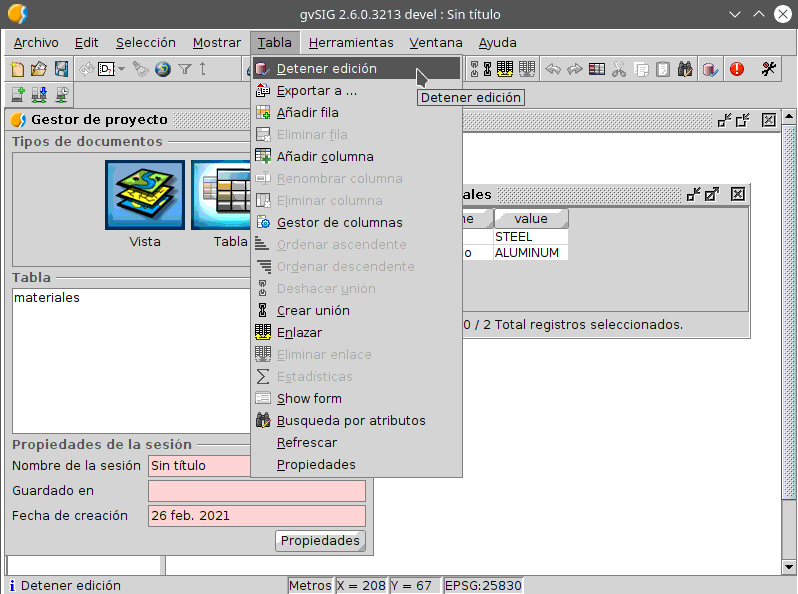 gvSIG 2.6.0.3213 devel : Sin título
Archivo Edit Selección Mostrar Tabla Herramientas Ventana Ayuda
Detener edición
Detener edición
Exportar a ...
Gestor de proyecto
Añadir fila
Tipos de documentos
Eliminar fila
Añadir columna
Renombrar columna
Eliminar columna
Gestor de columnas
Vista
Tabla
Ordenar ascendente
Ordenar descendente
Deshacer unión
Crear unión
Enlazar
Eliminar enlace
Estadísticas
Show form
Busqueda por atributos
Refrescar
Propiedades
ales
ne value
STEEL
o ALUMINUM
0 / 2 Total registros seleccionados.
Tabla
materiales
Propiedades de la sesión
Nombre de la sesión Sin título
Guardado en
Fecha de creación 26 feb. 2021
Propiedades
Detener edición Metros X = 208 Y = 67 EPSG:25830